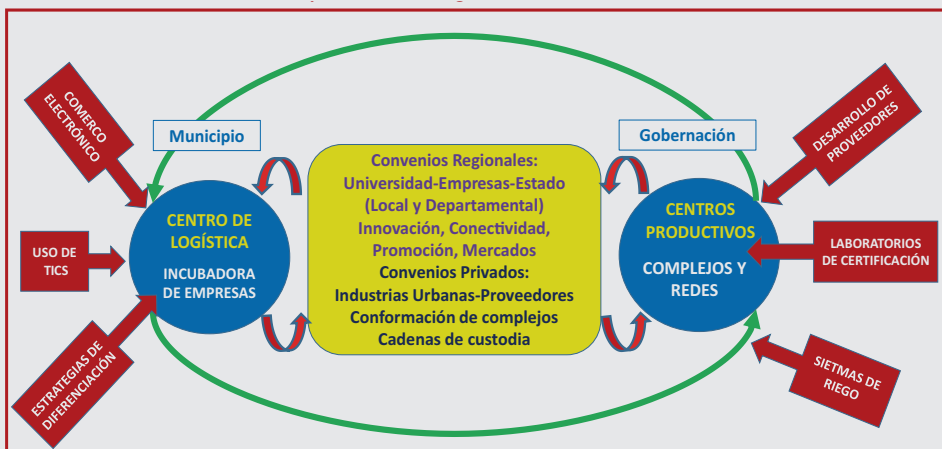 COMERCO
ELECTRÓNICO
Municipio
Gobernación
DESARROLLO DE
PROVEEDORES
Convenios Regionales:
Universidad-Empresas-Estado
(Local y Departamental)
Innovación, Conectividad,
Promoción, Mercados
Convenios Privados:
Industrias Urbanas-Proveedores
Conformación de complejos
Cadenas de custodia
CENTRO DE
LOGÍSTICA
INCUBADORA
DE EMPRESAS
CENTROS
PRODUCTIVOS
COMPLEJOS Y
REDES
USO DE
TICS
LABORATORIOS
DE CERTIFICACIÓN
ESTRATEGIAS DE
DIFERENCIACIÓN
SIETMAS DE
RIEGO